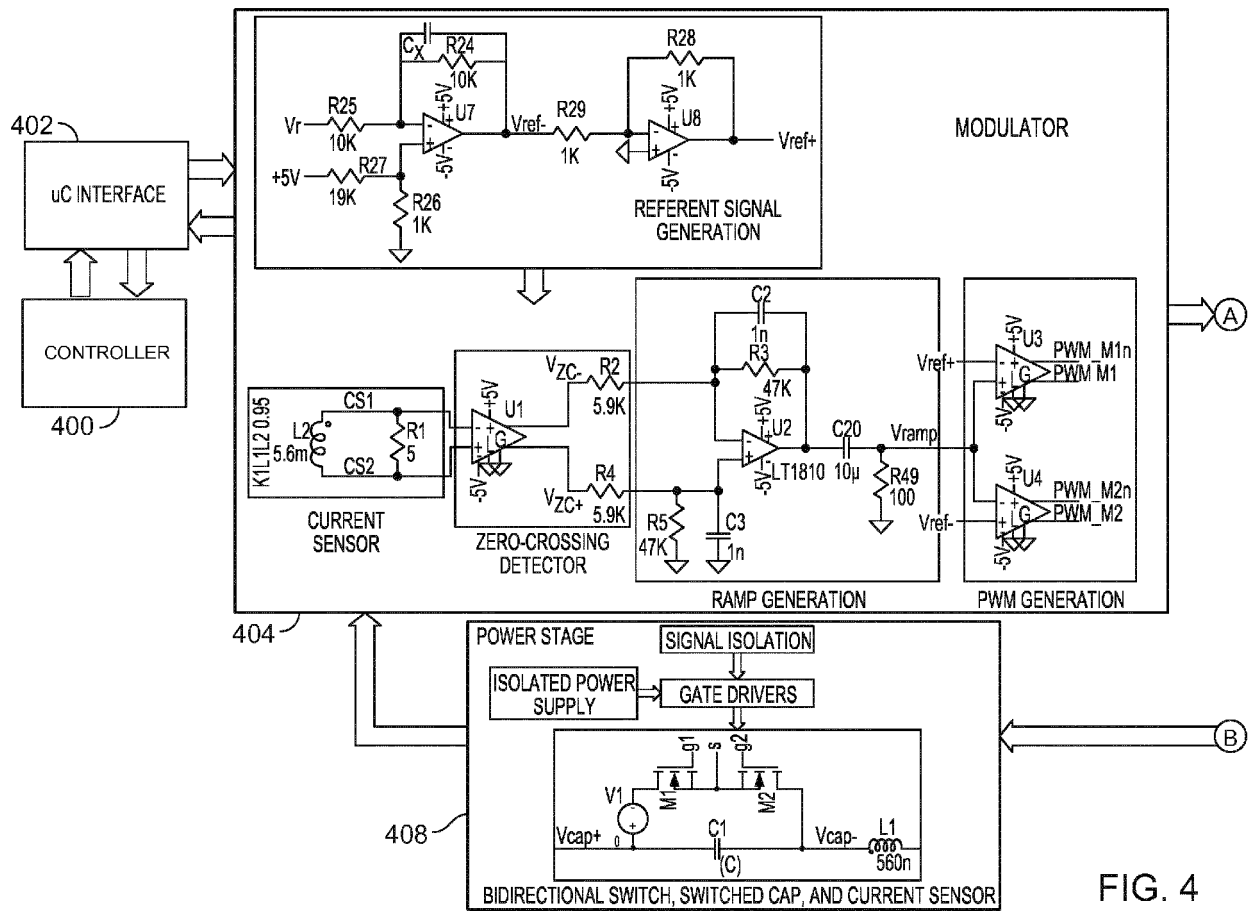 402
uC INTERFACE
CONTROLLER
400
MODULATOR
CX
R24
10K
R28
1K
R25
Vr
10K
+5V
U7
-5V
Vref-
R29
1K
+5V
U8
-5V
Vref+
+5V
R27
19K
R26
1K
REFERENT SIGNAL
GENERATION
A
K1L1L2 0.95
CS1
L2
5.6m
R1
5
CS2
CURRENT
SENSOR
VZC-
+5V
U1
G
-5V
VZC+
R2
5.9K
R4
5.9K
ZERO-CROSSING
DETECTOR
C2
1n
R3
47K
+5V
U2
-5V
LT1810
C20
10µ
Vramp
R49
100
R5
47K
C3
1n
RAMP GENERATION
Vref+
+5V
U3
G
-5V
PWM_M1n
PWM M1
+5V
U4
G
-5V
PWM_M2n
PWM_M2
Vref-
PWM GENERATION
404
POWER STAGE
SIGNAL ISOLATION
ISOLATED POWER
SUPPLY
GATE DRIVERS
B
g1
s
g2
M1
M2
V1
0
Vcap+
C1
(C)
Vcap-
L1
560n
408
BIDIRECTIONAL SWITCH, SWITCHED CAP, AND CURRENT SENSOR
FIG. 4